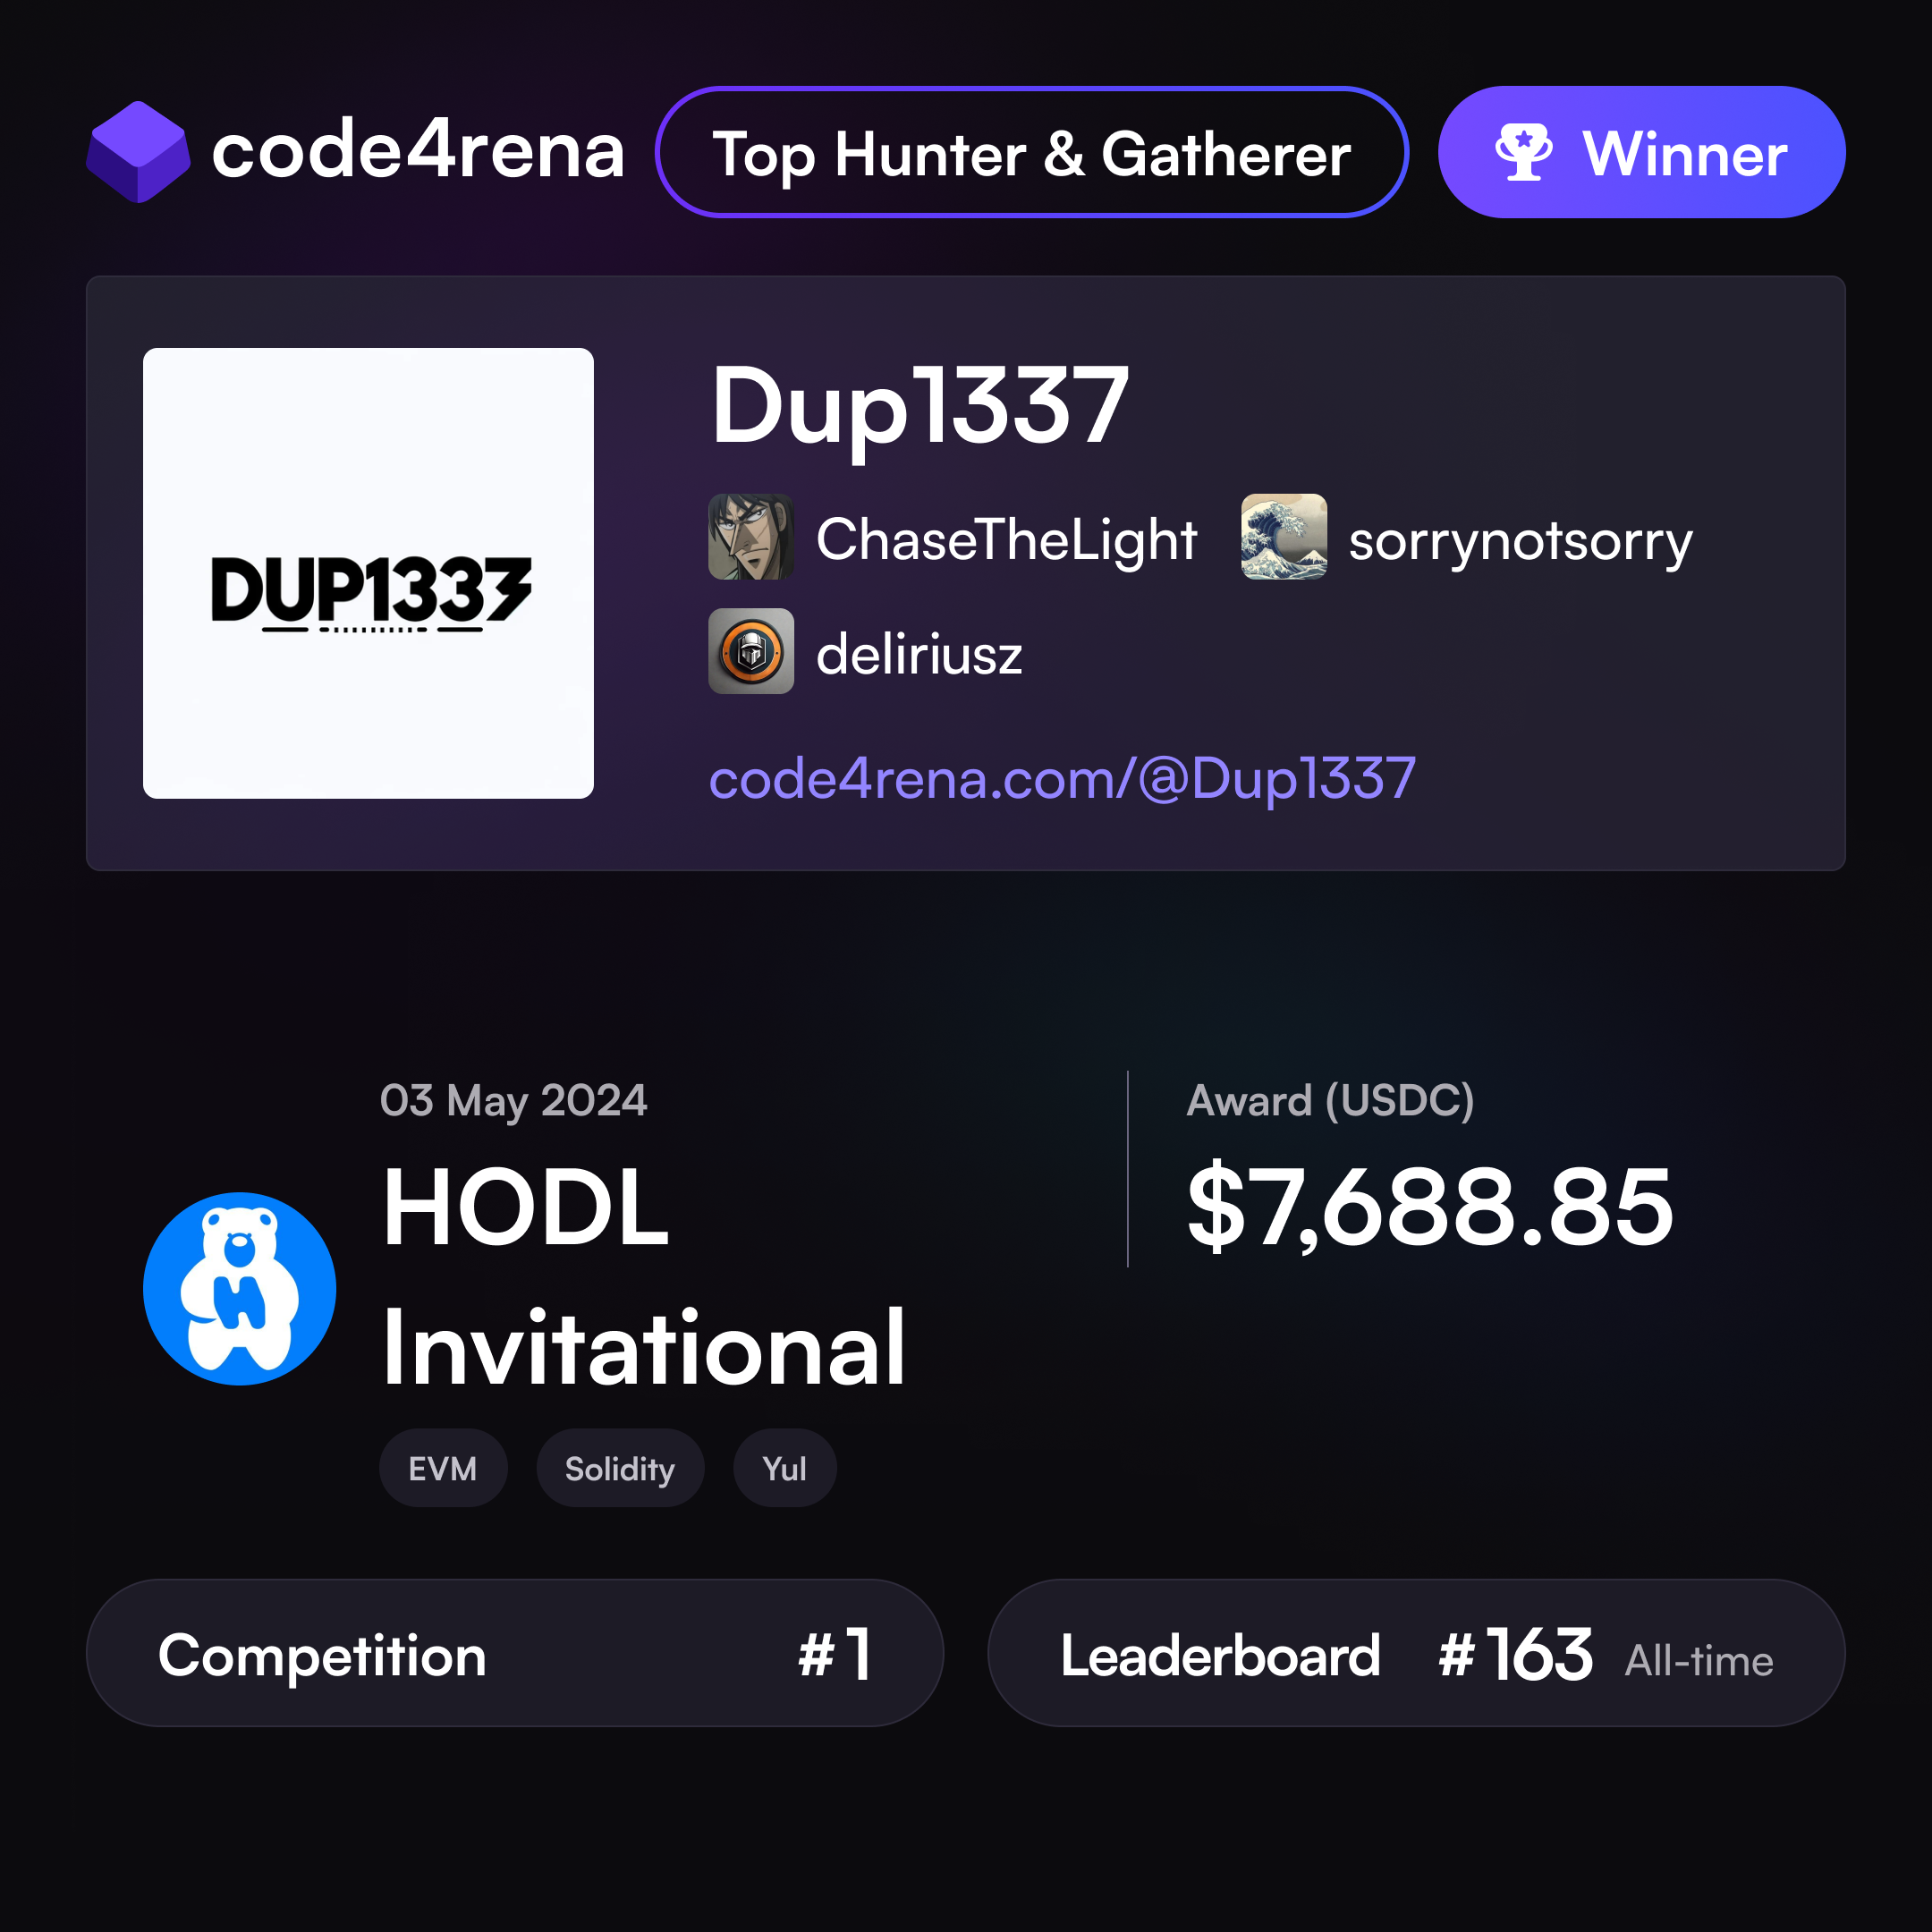 code4rena
Top Hunter & Gatherer
Winner
DUP1337
Dup1337
ChaseTheLight
sorrynotsorry
deliriusz
code4rena.com/@Dup1337
03 May 2024
HODL
Invitational
EVM
Solidity
Yul
Award (USDC)
$7,688.85
Competition
#1
Leaderboard
#163
All-time